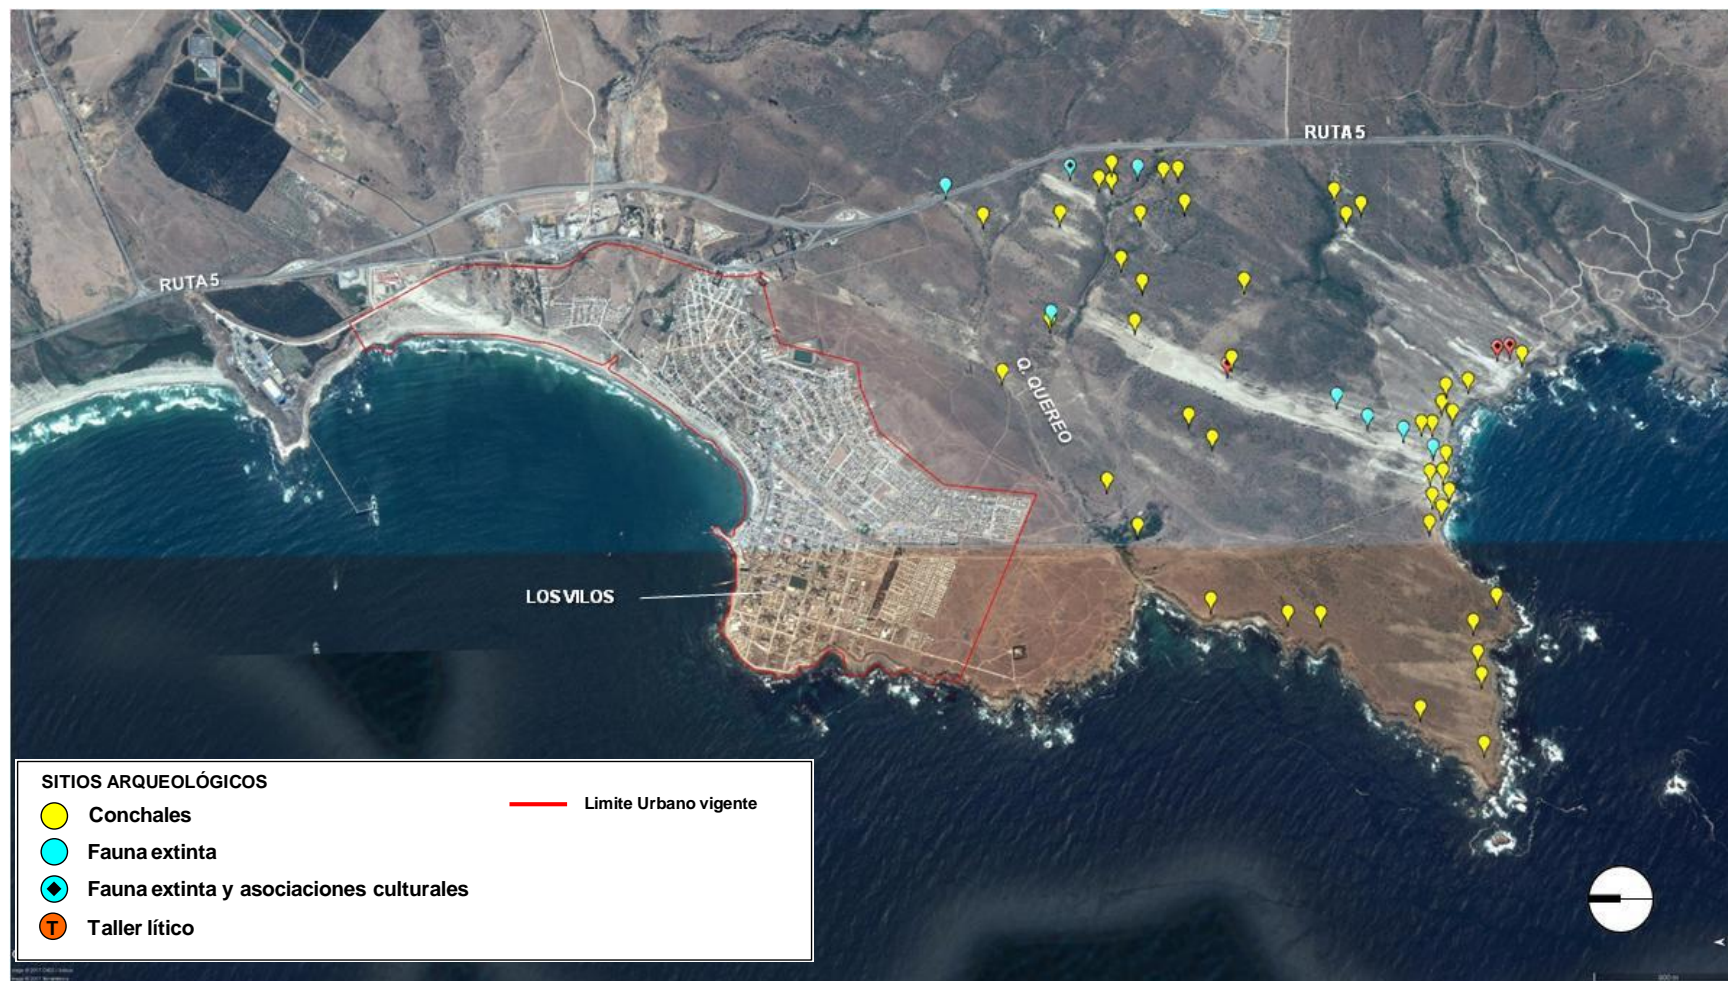 RUTA 5
RUTA 5
Q. QUEREO
LOS VILOS
SITIOS ARQUEOLÓGICOS
Conchales
Limite Urbano vigente
Fauna extinta
Fauna extinta y asociaciones culturales
T
Taller lítico